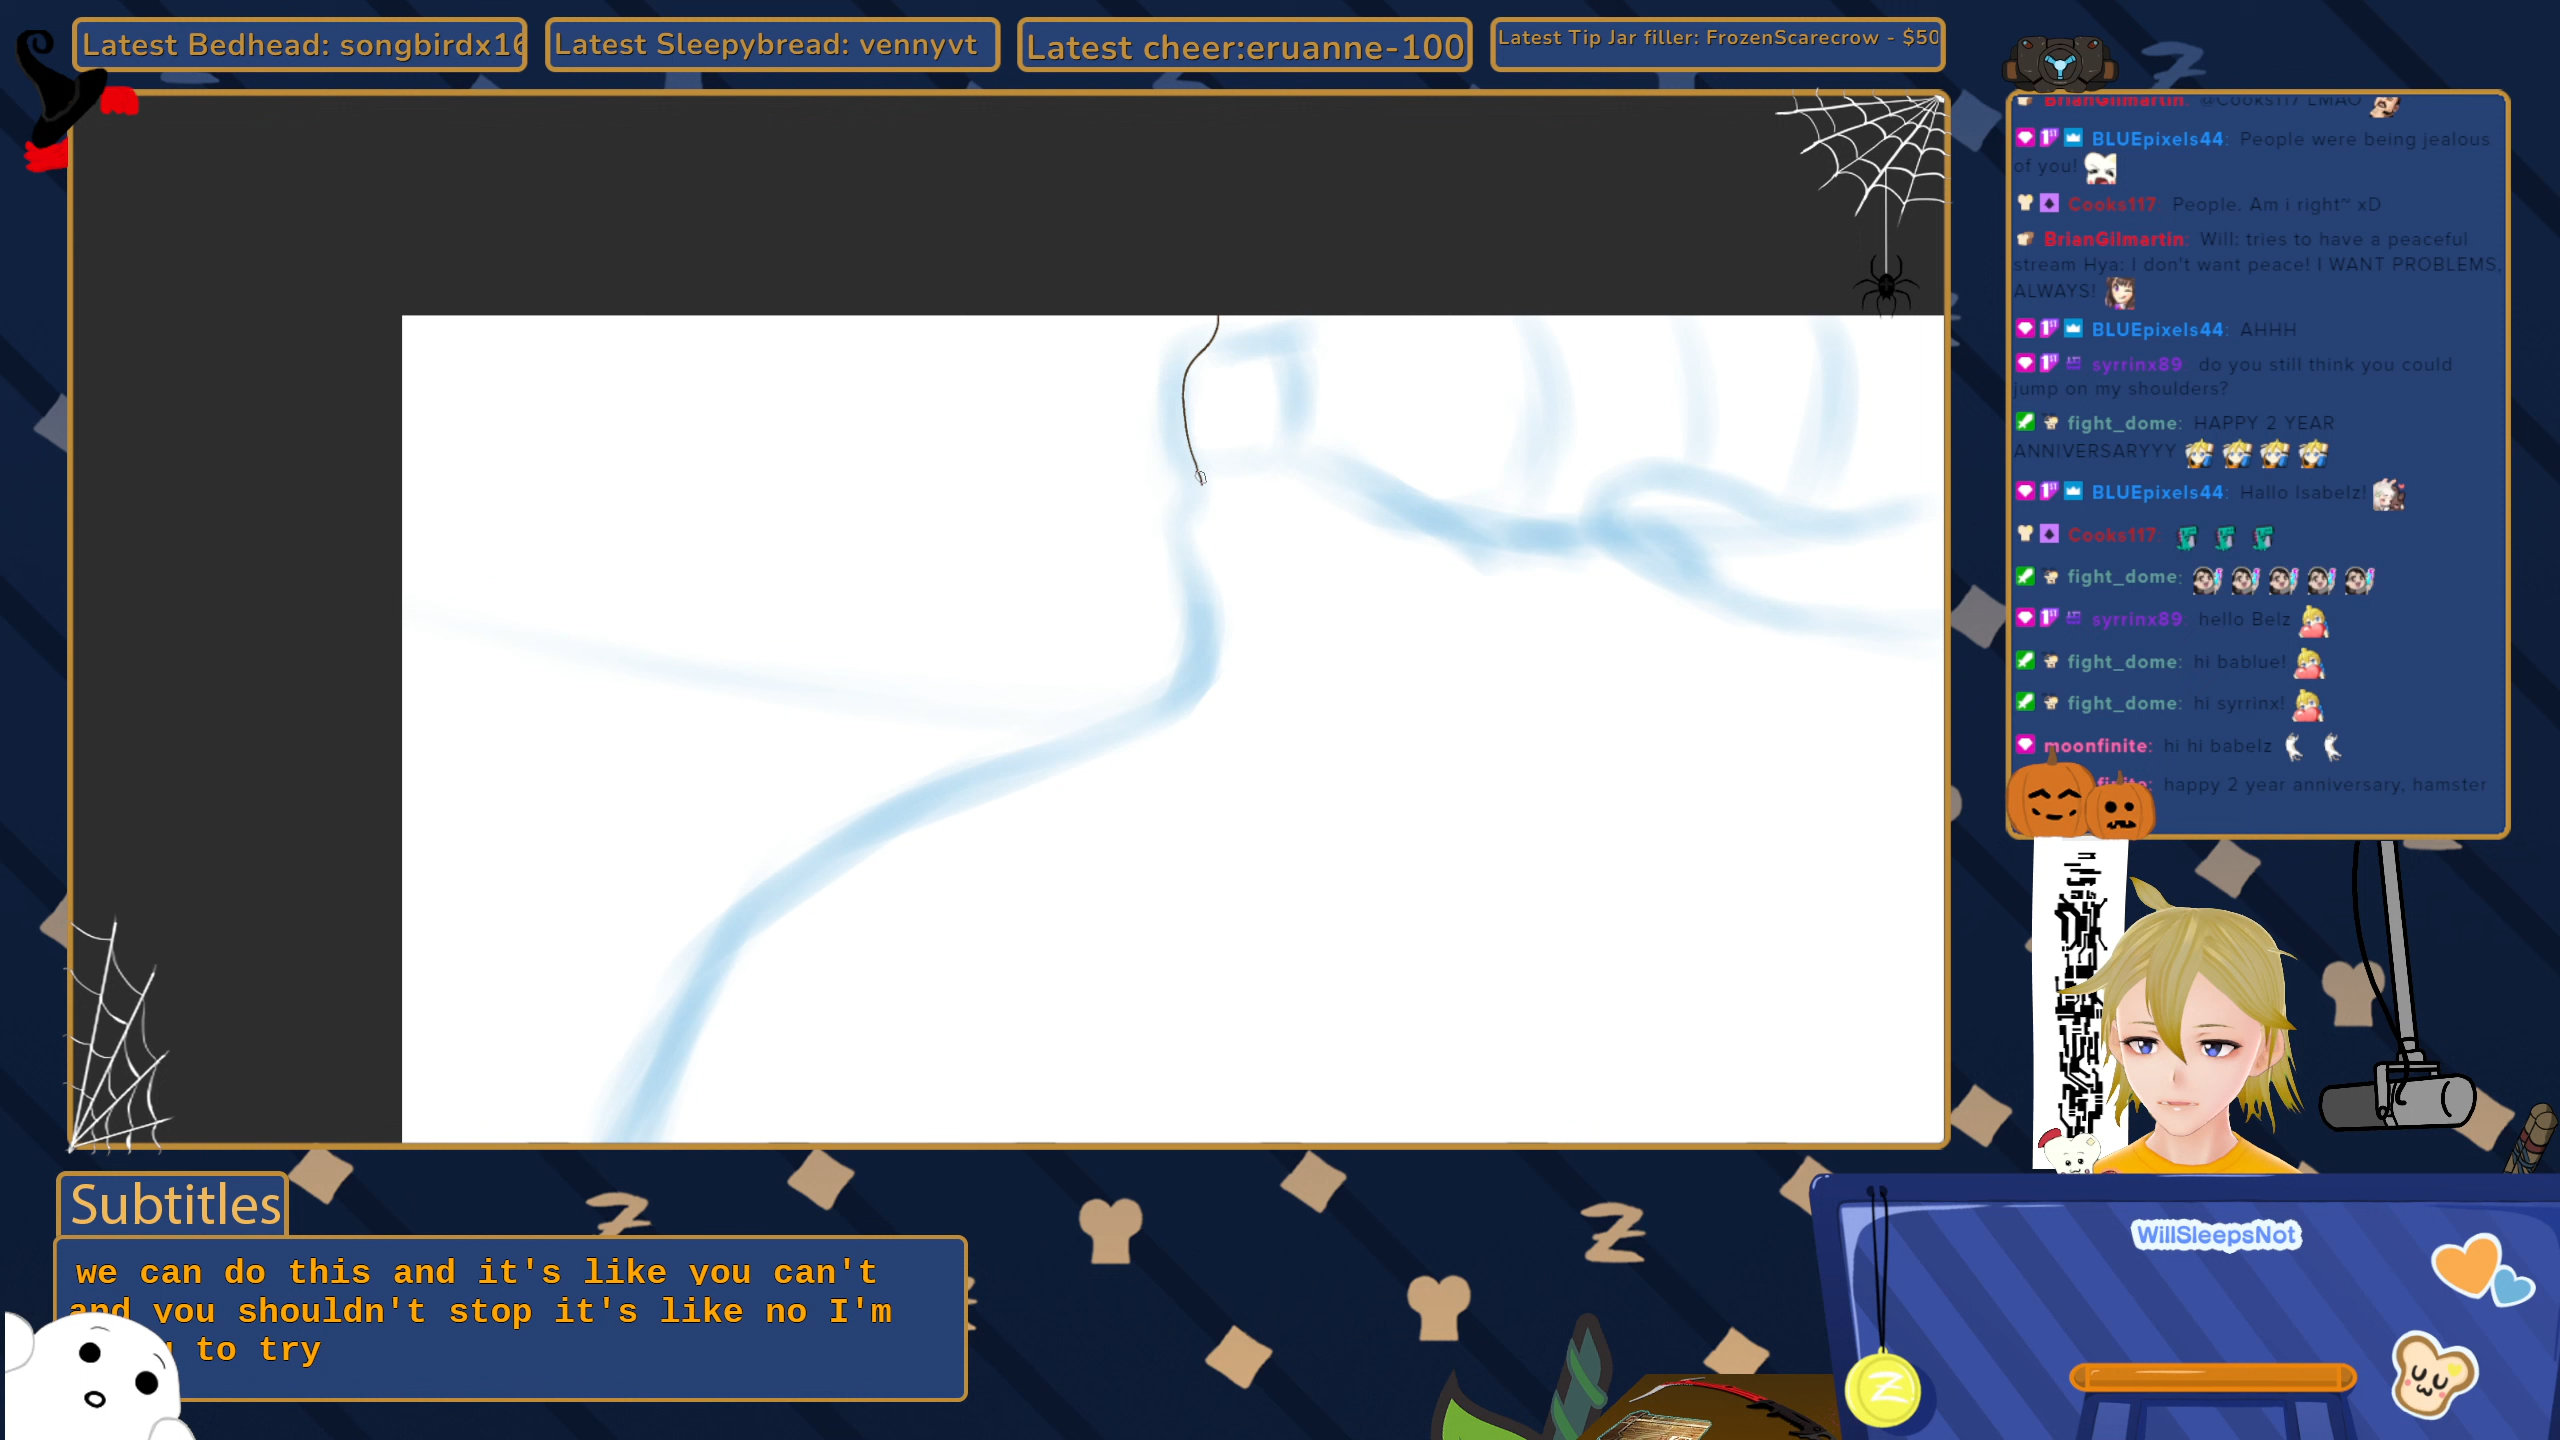 Latest Bedhead: songbirdx16
Latest Sleepybread: vennyvt
Latest cheer:eruanne-100
Latest Tip Jar filler: FrozenScarecrow - $50
BrianGilmartin: @Cooks117 LMAO
BLUEpixels44: People were being jealous
of you!
Cooks117 People. Am i right~ xD
BrianGilmartin: Will: tries to have a peaceful
stream Hya: I don't want peace! I WANT PROBLEMS,
ALWAYS!
BLUEpixels44: AHHH
syrrinx89 do you still think you could
jump on my shoulders?
fight_dome: HAPPY 2 YEAR
ANNIVERSARYYY
BLUEpixels44: Hallo Isabelz!
Cooks117
fight_dome:
syrrinx89: hello Belz
fight_dome: hi bablue!
fight_dome: hi syrrinx!
moonfinite: hi hi babelz
happy 2 year anniversary, hamster
WillSleepsNot
Z
Subtitles
we can do this and it's like you can't
and you shouldn't stop it's like no I'm
to try